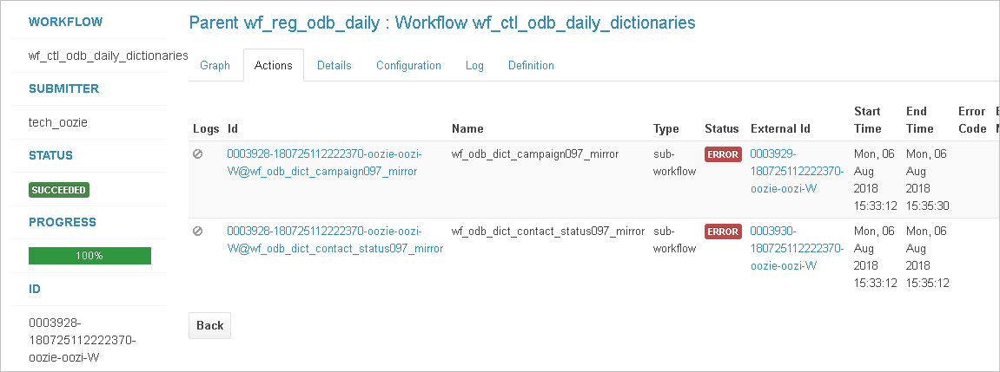 WORKFLOW
wf_ctl_odb_daily_dictionaries
SUBMITTER
tech_oozie
STATUS
SUCCEEDED
PROGRESS
100%
ID
0003928-
180725112222370-
oozie-oozi-W
Parent wf_reg_odb_daily : Workflow wf_ctl_odb_daily_dictionaries
Graph Actions Details Configuration Log Definition
Logs Id Name Type Status External Id Start Time End Time Error Code
0003928-180725112222370-oozie-oozi- wf_odb_dict_campaign097_mirror sub- ERROR 0003929- Mon, 06 Mon, 06
W@wf_odb_dict_campaign097_mirror workflow 180725112222370- Aug Aug
oozie-oozi-W 2018 2018
15:33:12 15:35:30
0003928-180725112222370-oozie-oozi- wf_odb_dict_contact_status097_mirror sub- ERROR 0003930- Mon, 06 Mon, 06
W@wf_odb_dict_contact_status097_mirror workflow 180725112222370- Aug Aug
oozie-oozi-W 2018 2018
15:33:12 15:35:12
Back